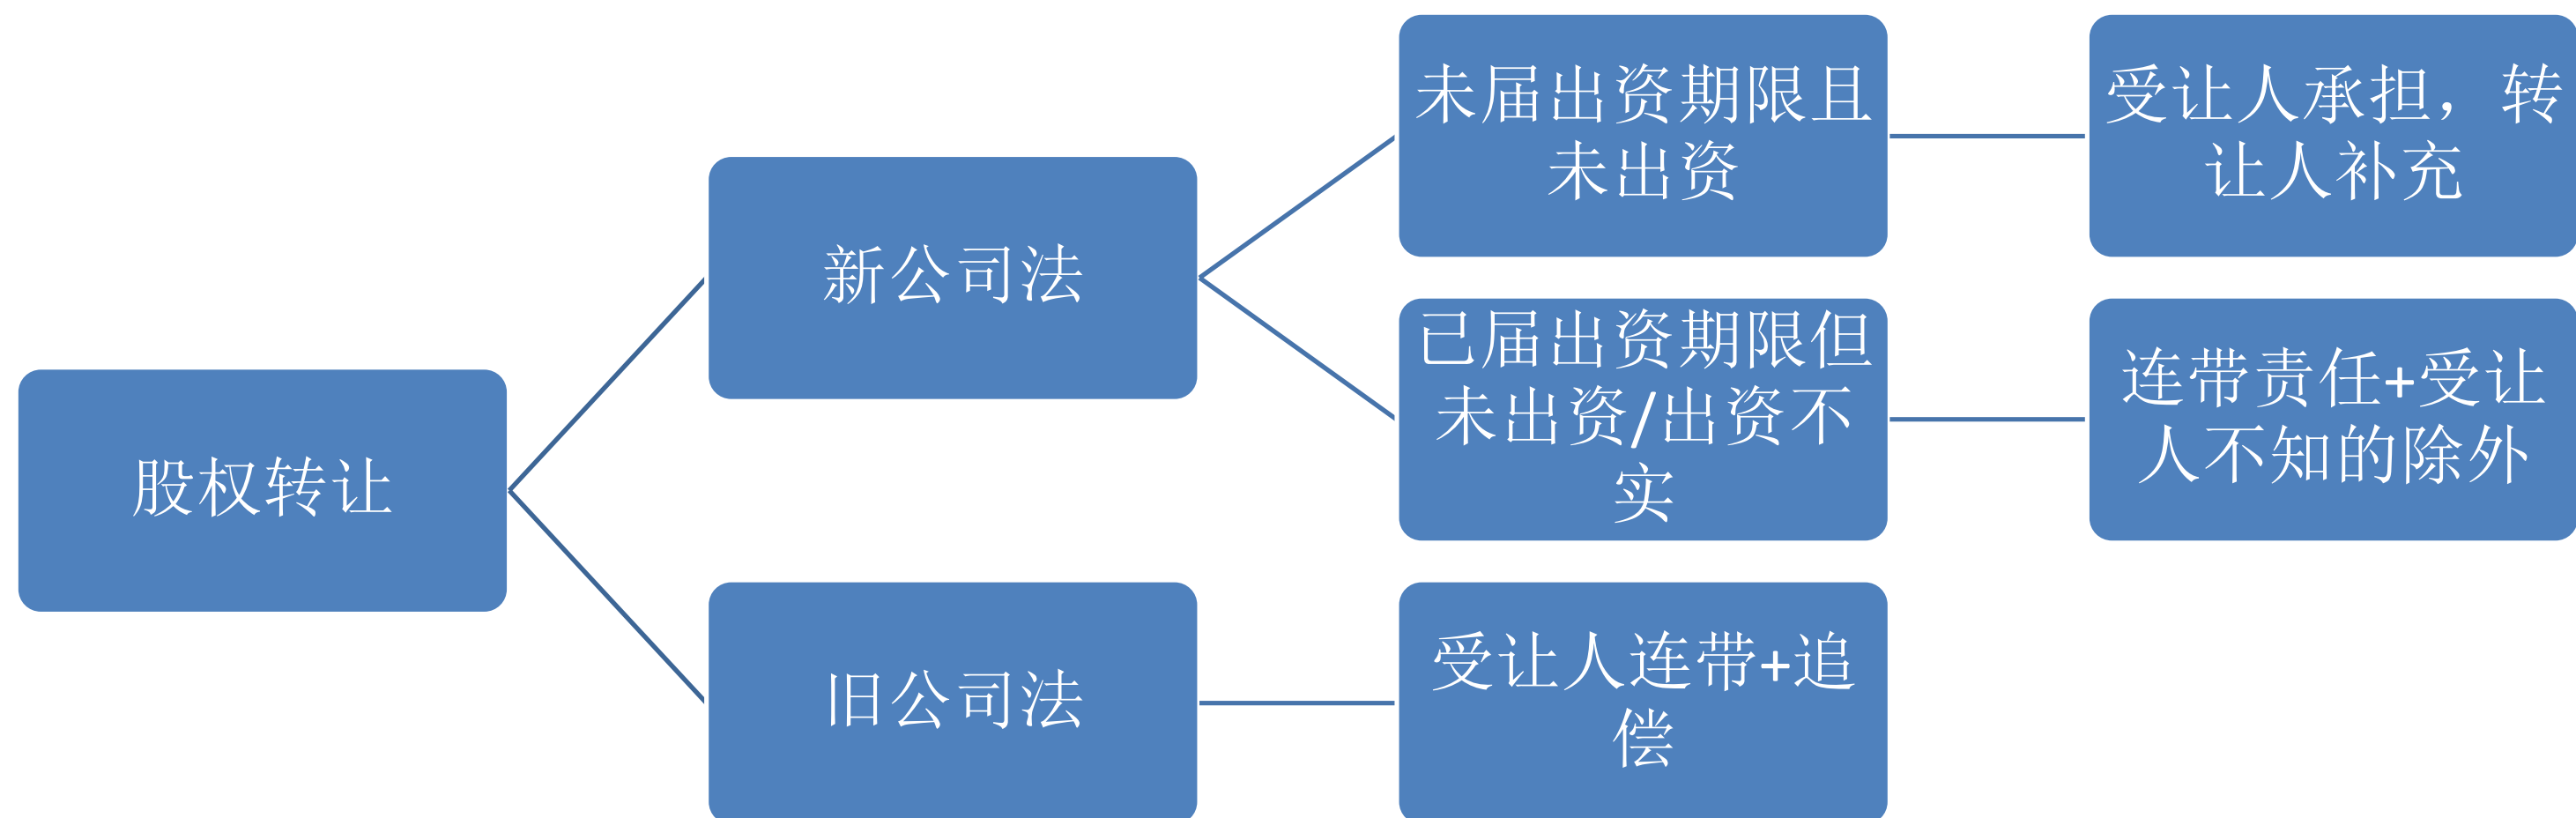 股权转让
新公司法
未届出资期限且
未出资
受让人承担，转
让人补充
已届出资期限但
未出资/出资不
实
连带责任+受让
人不知的除外
旧公司法
受让人连带+追
偿